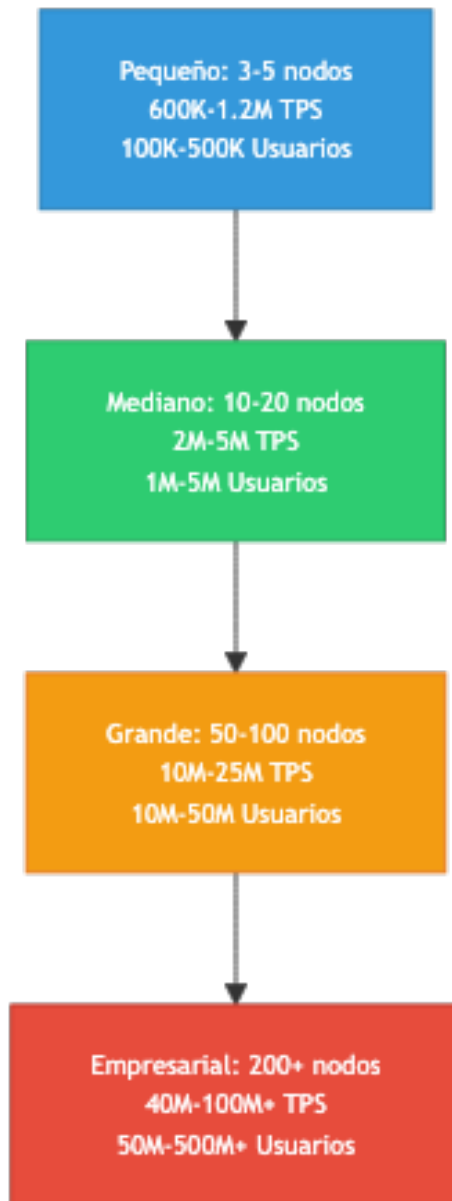 Pequeño: 3-5 nodos
600K-1.2M TPS
100K-500K Usuarios
Mediano: 10-20 nodos
2M-5M TPS
1M-5M Usuarios
Grande: 50-100 nodos
10M-25M TPS
10M-50M Usuarios
Empresarial: 200+ nodos
40M-100M+ TPS
50M-500M+ Usuarios